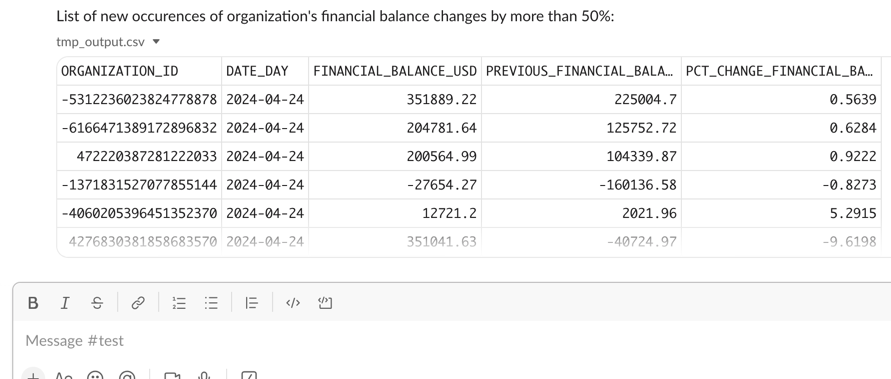 List of new occurences of organization's financial balance changes by more than 50%:
tmp_output.csv
ORGANIZATION_ID DATE_DAY FINANCIAL_BALANCE_USD PREVIOUS_FINANCIAL_BALA… PCT_CHANGE_FINANCIAL_BA…
-5312236023824778878 2024-04-24 351889.22 225004.7 0.5639
-6166471389172896832 2024-04-24 204781.64 125752.72 0.6284
472220387281222033 2024-04-24 200564.99 104339.87 0.9222
-1371831527077855144 2024-04-24 -27654.27 -160136.58 -0.8273
-4060205396451352370 2024-04-24 12721.2 2021.96 5.2915
4276830381858683570 2024-04-24 351041.63 -40724.97 -9.6198
B I S
Message #test
Aa @